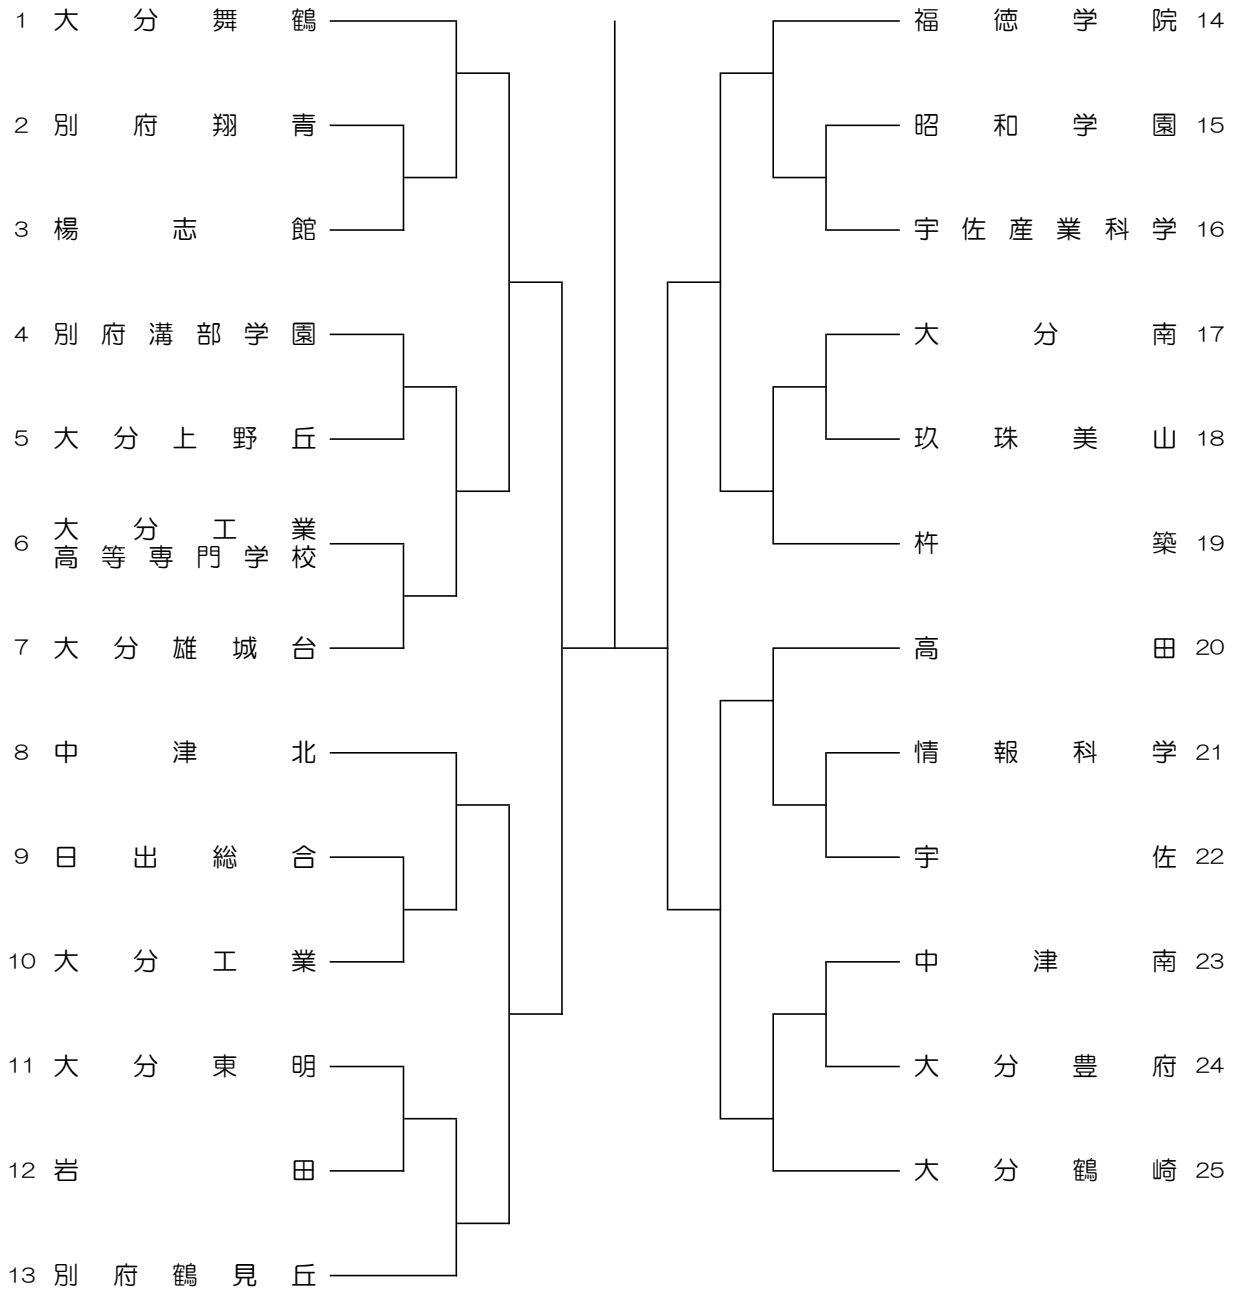 1 大分舞鶴
2 別府翔青
3 楊志館
4 別府溝部学園
5 大分上野丘
6 大分工業
高等専門学校
7 大分雄城台
8 中津北
9 日出総合
10 大分工業
11 大分東明
12 岩田
13 別府鶴見丘
福徳学院 14
昭和学園 15
宇佐産業科学 16
大分南 17
玖珠美山 18
杵築 19
高田 20
情報科学 21
宇佐 22
中津南 23
大分豊府 24
大分鶴崎 25